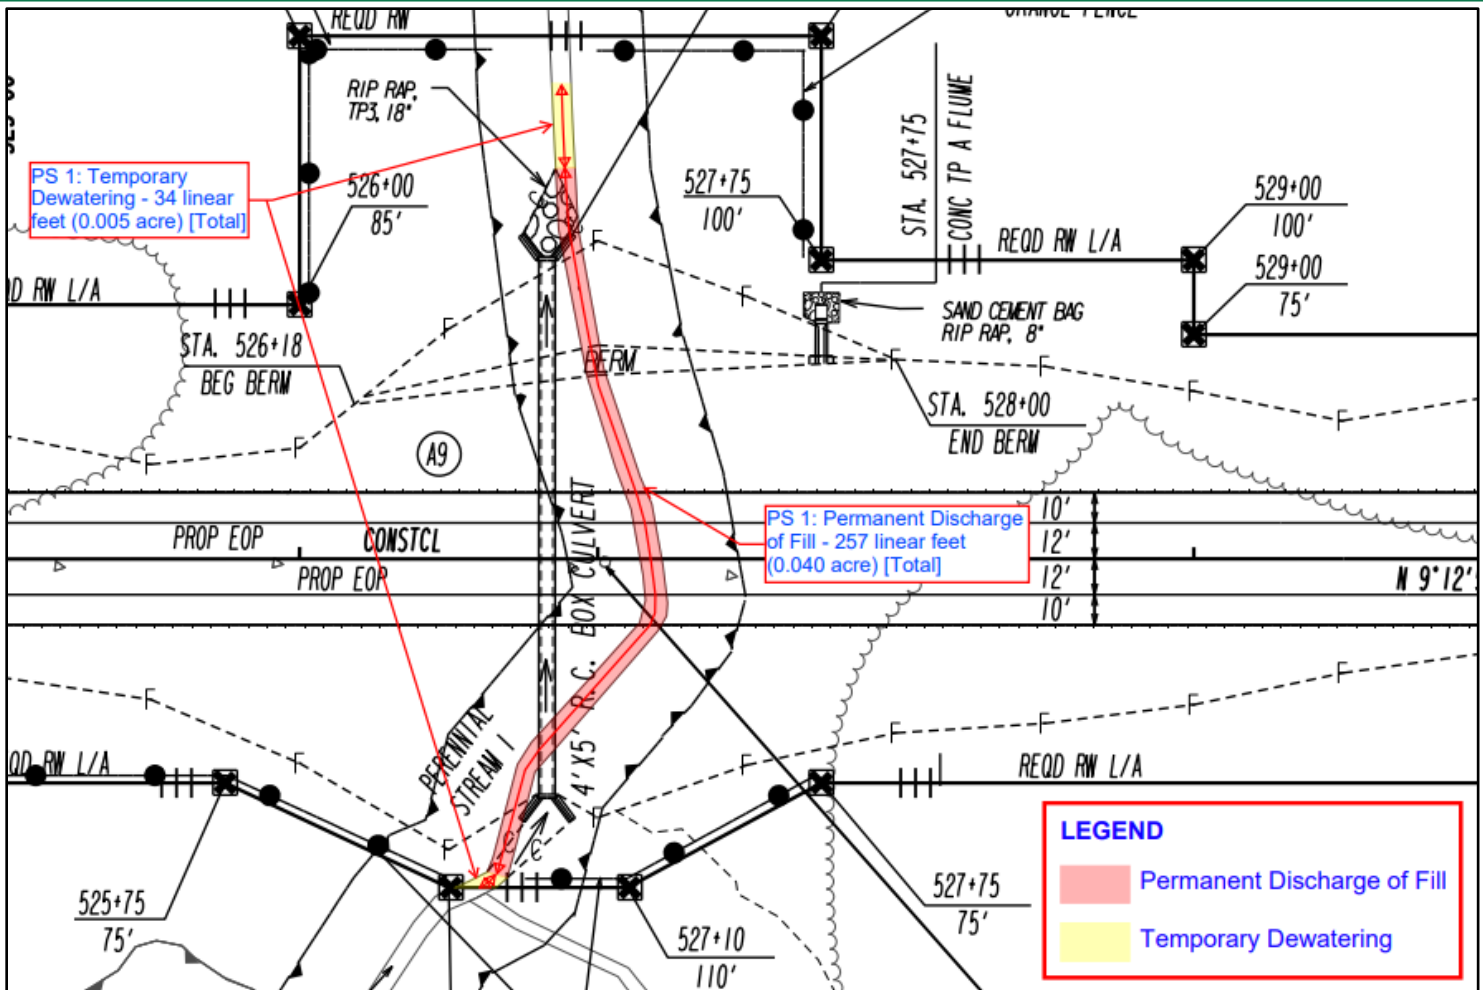 REQD RW
ORANGE FENCE
RIP RAP,
TP3, 18"
PS 1: Temporary
Dewatering - 34 linear
feet (0.005 acre) [Total]
526+00
85'
527+75
100'
STA. 527+75
CONC TP A FLUME
529+00
100'
REQD RW L/A
529+00
75'
RW L/A
SAND CEMENT BAG
RIP RAP, 8"
STA. 526+18
BEG BERM
BERM
STA. 528+00
END BERM
A9
F
F
F
F
F
F
F
F
F
10'
PS 1: Permanent Discharge
of Fill - 257 linear feet
(0.040 acre) [Total]
PROP EOP
CONSTCL
12'
PROP EOP
12'
N 9°12'
10'
4'X5' R.C. BOX CULVERT
PERENNIAL
STREAM 1
F
F
F
F
F
F
F
F
F
RW L/A
REQD RW L/A
C
C
525+75
75'
527+10
110'
527+75
75'
LEGEND
Permanent Discharge of Fill
Temporary Dewatering